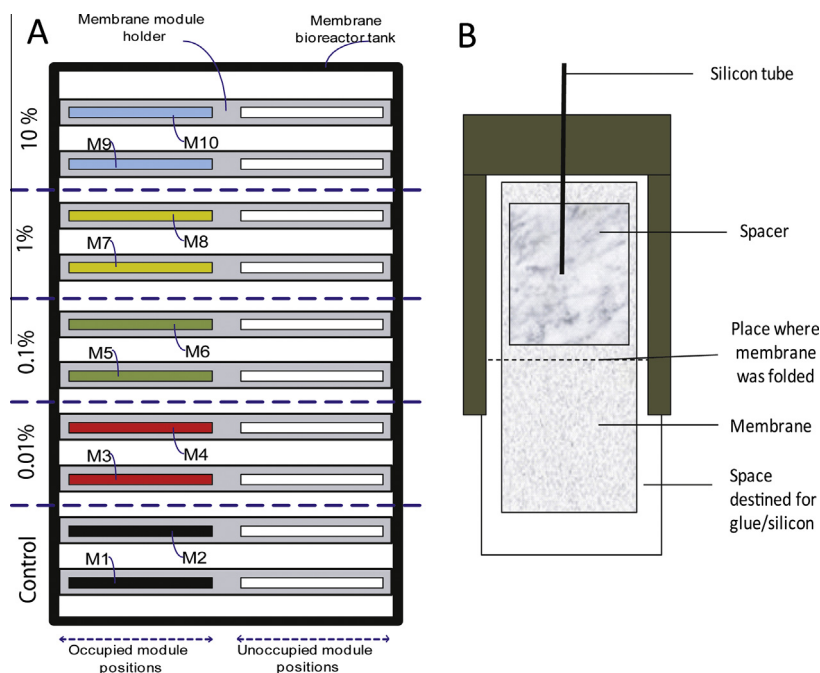 A
Membrane module
holder
Membrane
bioreactor tank
10 %
M10
M9
1%
M8
M7
0.1%
M6
M5
0.01%
M4
M3
Control
M2
M1
Occupied module
positions
Unoccupied module
positions
B
Silicon tube
Spacer
Place where
membrane
was folded
Membrane
Space
destined for
glue/silicon